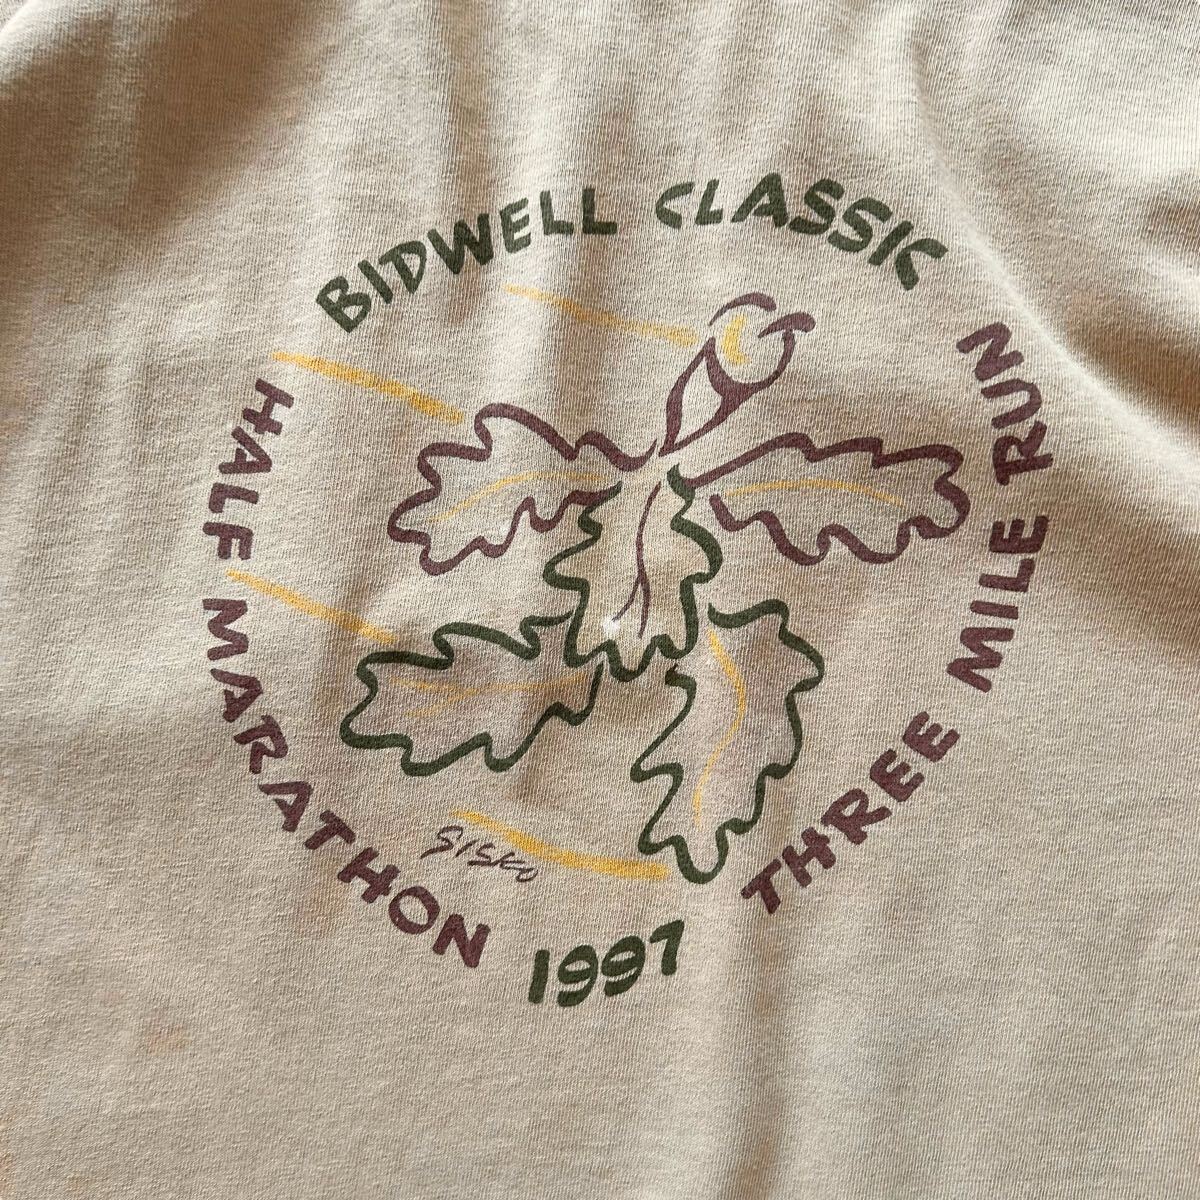 BIDWELL CLASSIC
HALF MARATHON
1997
THREE MILE RUN
SISKO